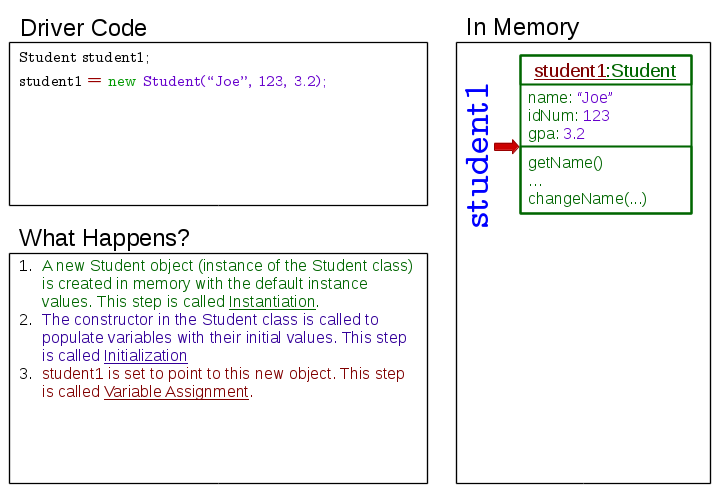 Driver Code
Student student1;
student1 = new Student(“Joe”, 123, 3.2);
What Happens?
1. A new Student object (instance of the Student class)
is created in memory with the default instance
values. This step is called Instantiation.
2. The constructor in the Student class is called to
populate variables with their initial values. This step
is called Initialization
3. student1 is set to point to this new object. This step
is called Variable Assignment.
In Memory
student1
student1:Student
name: “Joe”
idNum: 123
gpa: 3.2
getName()
...
changeName(...)